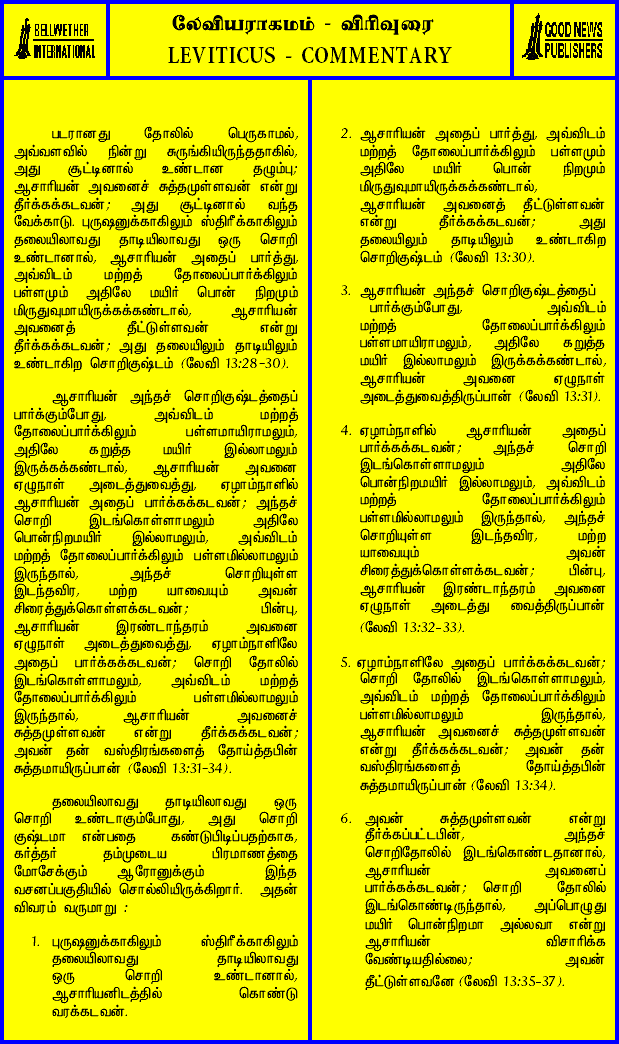 BELLWETHER
INTERNATIONAL
லேவியராகமம் - விரிவுரை
LEVITICUS - COMMENTARY
GOOD NEWS
PUBLISHERS
படரானது தோலில் பெருகாமல்,
அவ்வளவில் நின்று சுருங்கியிருந்ததாகில்,
அது சூட்டினால் உண்டான தழும்பு;
ஆசாரியன் அவனைச் சுத்தமுள்ளவன் என்று
தீர்க்கக்கடவன்; அது சூட்டினால் வந்த
வேக்காடு. புருஷனுக்காகிலும் ஸ்திரீக்காகிலும்
தலையிலாவது தாடியிலாவது ஒரு சொறி
உண்டானால், ஆசாரியன் அதைப் பார்த்து,
அவ்விடம் மற்றத் தோலைப்பார்க்கிலும்
பள்ளமும் அதிலே மயிர் பொன் நிறமும்
மிருதுவுமாயிருக்கக்கண்டால், ஆசாரியன்
அவனைத் தீட்டுள்ளவன் என்று
தீர்க்கக்கடவன்; அது தலையிலும் தாடியிலும்
உண்டாகிற சொறிகுஷ்டம் (லேவி 13:28-30).
ஆசாரியன் அந்தச் சொறிகுஷ்டத்தைப்
பார்க்கும்போது, அவ்விடம் மற்றத்
தோலைப்பார்க்கிலும் பள்ளமாயிராமலும்,
அதிலே கறுத்த மயிர் இல்லாமலும்
இருக்கக்கண்டால், ஆசாரியன் அவனை
ஏழுநாள் அடைத்துவைத்து, ஏழாம்நாளில்
ஆசாரியன் அதைப் பார்க்கக்கடவன்; அந்தச்
சொறி இடங்கொள்ளாமலும் அதிலே
பொன்நிறமயிர் இல்லாமலும், அவ்விடம்
மற்றத் தோலைப்பார்க்கிலும் பள்ளமில்லாமலும்
இருந்தால், அந்தச் சொறியுள்ள
இடந்தவிர, மற்ற யாவையும் அவன்
சிரைத்துக்கொள்ளக்கடவன்; பின்பு,
ஆசாரியன் இரண்டாந்தரம் அவனை
ஏழுநாள் அடைத்துவைத்து, ஏழாம்நாளிலே
அதைப் பார்க்கக்கடவன்; சொறி தோலில்
இடங்கொள்ளாமலும், அவ்விடம் மற்றத்
தோலைப்பார்க்கிலும் பள்ளமில்லாமலும்
இருந்தால், ஆசாரியன் அவனைச்
சுத்தமுள்ளவன் என்று தீர்க்கக்கடவன்;
அவன் தன் வஸ்திரங்களைத் தோய்த்தபின்
சுத்தமாயிருப்பான் (லேவி 13:31-34).
தலையிலாவது தாடியிலாவது ஒரு
சொறி உண்டாகும்போது, அது சொறி
குஷ்டமா என்பதை கண்டுபிடிப்பதற்காக,
கர்த்தர் தம்முடைய பிரமாணத்தை
மோசேக்கும் ஆரோனுக்கும் இந்த
வசனப்பகுதியில் சொல்லியிருக்கிறார். அதன்
விவரம் வருமாறு :
1. புருஷனுக்காகிலும் ஸ்திரீக்காகிலும்
தலையிலாவது தாடியிலாவது
ஒரு சொறி உண்டானால்,
ஆசாரியனிடத்தில் கொண்டு
வரக்கடவன்.
2. ஆசாரியன் அதைப் பார்த்து, அவ்விடம்
மற்றத் தோலைப்பார்க்கிலும் பள்ளமும்
அதிலே மயிர் பொன் நிறமும்
மிருதுவுமாயிருக்கக்கண்டால்,
ஆசாரியன் அவனைத் தீட்டுள்ளவன்
என்று தீர்க்கக்கடவன்; அது
தலையிலும் தாடியிலும் உண்டாகிற
சொறிகுஷ்டம் (லேவி 13:30).
3. ஆசாரியன் அந்தச் சொறிகுஷ்டத்தைப்
பார்க்கும்போது, அவ்விடம்
மற்றத் தோலைப்பார்க்கிலும்
பள்ளமாயிராமலும், அதிலே கறுத்த
மயிர் இல்லாமலும் இருக்கக்கண்டால்,
ஆசாரியன் அவனை ஏழுநாள்
அடைத்துவைத்திருப்பான் (லேவி 13:31).
4. ஏழாம்நாளில் ஆசாரியன் அதைப்
பார்க்கக்கடவன்; அந்தச் சொறி
இடங்கொள்ளாமலும் அதிலே
பொன்நிறமயிர் இல்லாமலும், அவ்விடம்
மற்றத் தோலைப்பார்க்கிலும்
பள்ளமில்லாமலும் இருந்தால், அந்தச்
சொறியுள்ள இடந்தவிர, மற்ற
யாவையும் அவன்
சிரைத்துக்கொள்ளக்கடவன்; பின்பு,
ஆசாரியன் இரண்டாந்தரம் அவனை
ஏழுநாள் அடைத்து வைத்திருப்பான்
(லேவி 13:32-33).
5. ஏழாம்நாளிலே அதைப் பார்க்கக்கடவன்;
சொறி தோலில் இடங்கொள்ளாமலும்,
அவ்விடம் மற்றத் தோலைப்பார்க்கிலும்
பள்ளமில்லாமலும் இருந்தால்,
ஆசாரியன் அவனைச் சுத்தமுள்ளவன்
என்று தீர்க்கக்கடவன்; அவன் தன்
வஸ்திரங்களைத் தோய்த்தபின்
சுத்தமாயிருப்பான் (லேவி 13:34).
6. அவன் சுத்தமுள்ளவன் என்று
தீர்க்கப்பட்டபின், அந்தச்
சொறிதோலில் இடங்கொண்டதானால்,
ஆசாரியன் அவனைப்
பார்க்கக்கடவன்; சொறி தோலில்
இடங்கொண்டிருந்தால், அப்பொழுது
மயிர் பொன்நிறமா அல்லவா என்று
ஆசாரியன் விசாரிக்க
வேண்டியதில்லை; அவன்
தீட்டுள்ளவனே (லேவி 13:35-37).